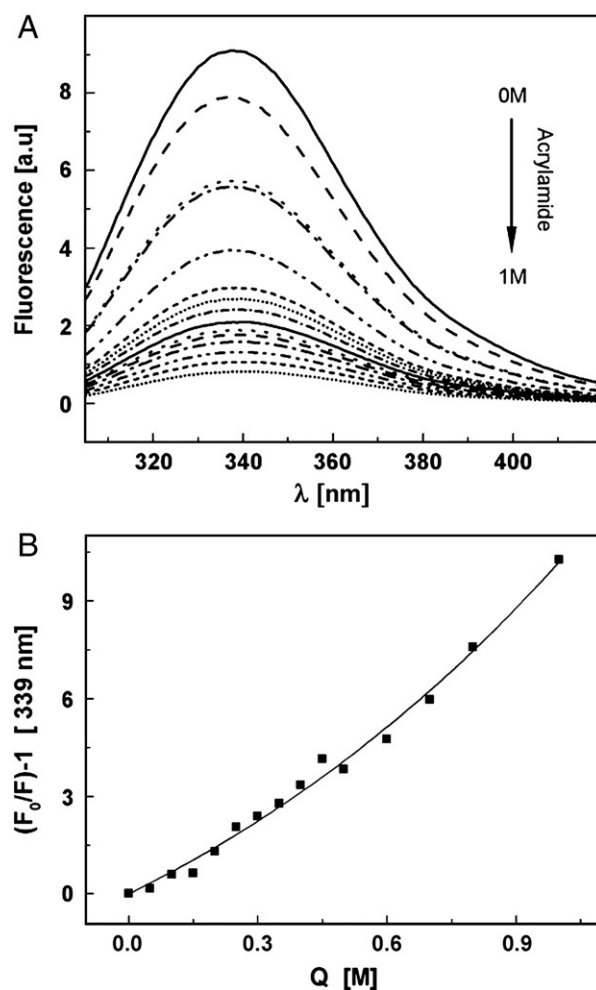 A
Fluorescence [a.u]
8
6
4
2
0
0M
Acrylamide
1M
320 340 360 380 400
λ [nm]
B
(F₀/F)-1 [ 339 nm]
9
6
3
0
0.0 0.3 0.6 0.9
Q [M]